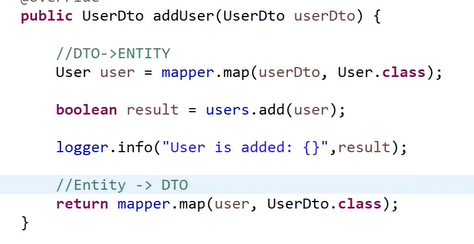 @Override
public UserDto addUser(UserDto userDto) {
//DTO->ENTITY
User user = mapper.map(userDto, User.class);
boolean result = users.add(user);
logger.info("User is added: {}",result);
//Entity -> DTO
return mapper.map(user, UserDto.class);
}